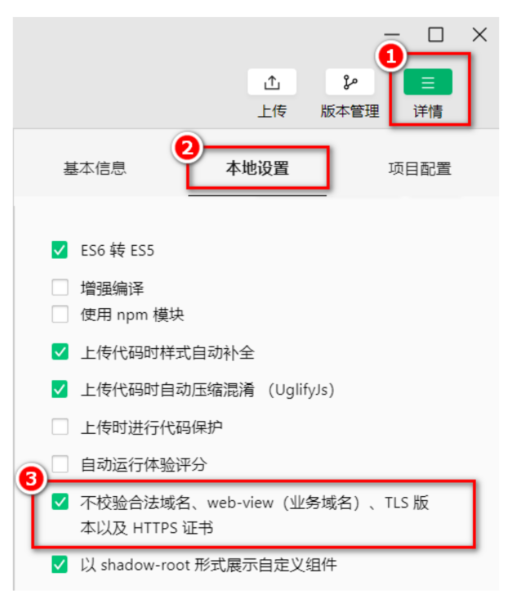 1
上传 版本管理 详情
2
基本信息 本地设置 项目配置
ES6 转 ES5
增强编译
使用 npm 模块
上传代码时样式自动补全
上传代码时自动压缩混淆 （UglifyJs）
上传时进行代码保护
自动运行体验评分
3
不校验合法域名、web-view（业务域名）、TLS 版
本以及 HTTPS 证书
以 shadow-root 形式展示自定义组件